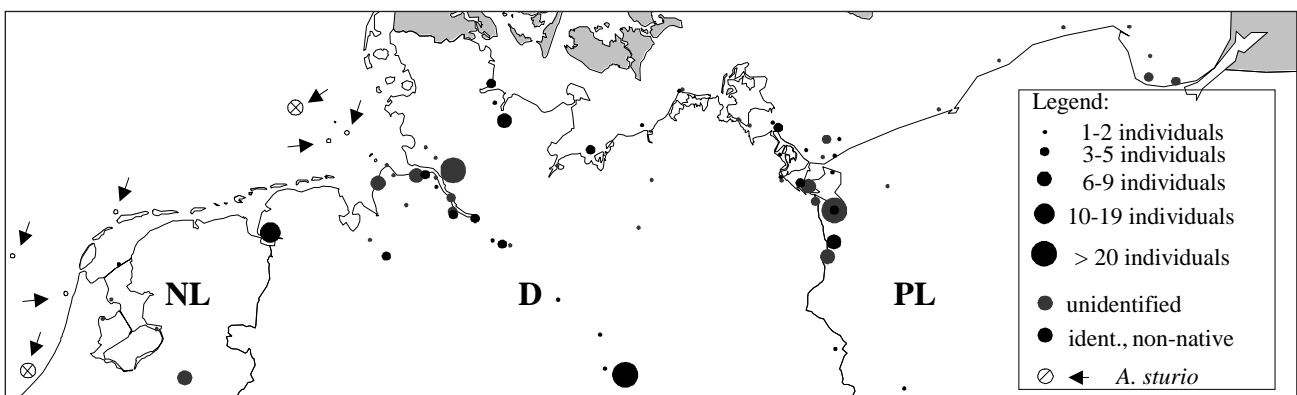 Legend:
1-2 individuals
3-5 individuals
6-9 individuals
10-19 individuals
> 20 individuals
unidentified
ident., non-native
A. sturio
NL
D
PL